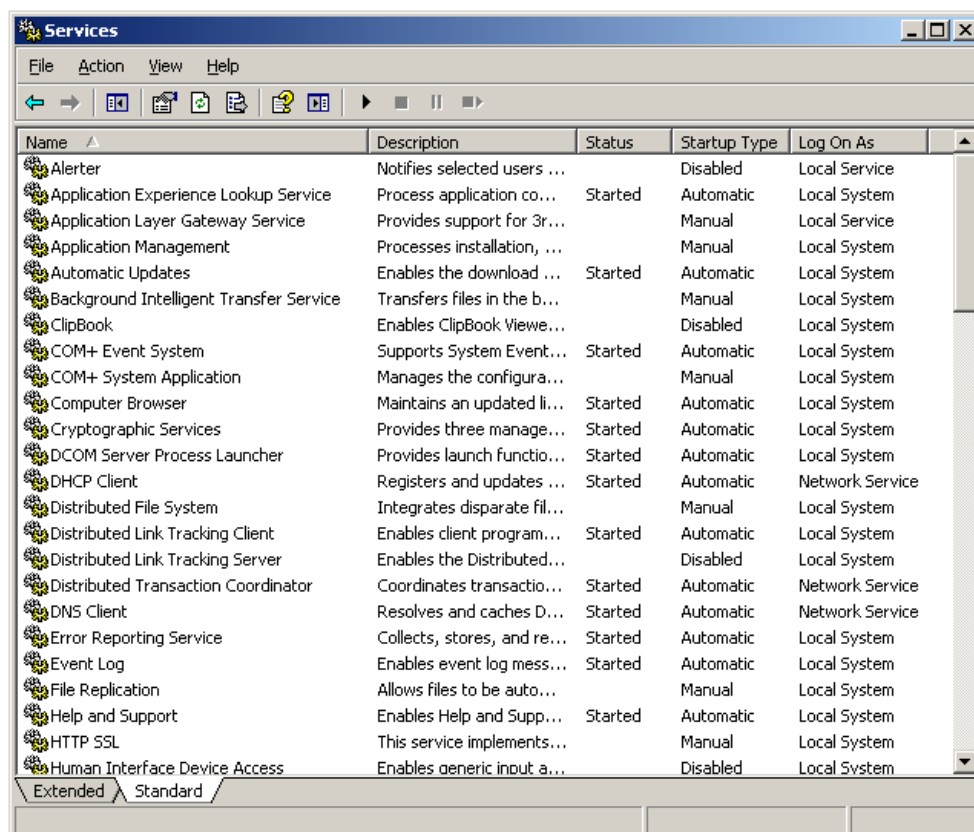 Services
File Action View Help
Name Description Status Startup Type Log On As
Alerter Notifies selected users ... Disabled Local Service
Application Experience Lookup Service Process application co... Started Automatic Local System
Application Layer Gateway Service Provides support for 3r... Manual Local Service
Application Management Processes installation, ... Manual Local System
Automatic Updates Enables the download ... Started Automatic Local System
Background Intelligent Transfer Service Transfers files in the b... Manual Local System
ClipBook Enables ClipBook Viewe... Disabled Local System
COM+ Event System Supports System Event... Started Automatic Local System
COM+ System Application Manages the configura... Manual Local System
Computer Browser Maintains an updated li... Started Automatic Local System
Cryptographic Services Provides three manage... Started Automatic Local System
DCOM Server Process Launcher Provides launch functio... Started Automatic Local System
DHCP Client Registers and updates ... Started Automatic Network Service
Distributed File System Integrates disparate fil... Manual Local System
Distributed Link Tracking Client Enables client program... Started Automatic Local System
Distributed Link Tracking Server Enables the Distributed... Disabled Local System
Distributed Transaction Coordinator Coordinates transactio... Started Automatic Network Service
DNS Client Resolves and caches D... Started Automatic Network Service
Error Reporting Service Collects, stores, and re... Started Automatic Local System
Event Log Enables event log mess... Started Automatic Local System
File Replication Allows files to be auto... Manual Local System
Help and Support Enables Help and Supp... Started Automatic Local System
HTTP SSL This service implements... Manual Local System
Human Interface Device Access Enables generic input a... Disabled Local System
Extended Standard